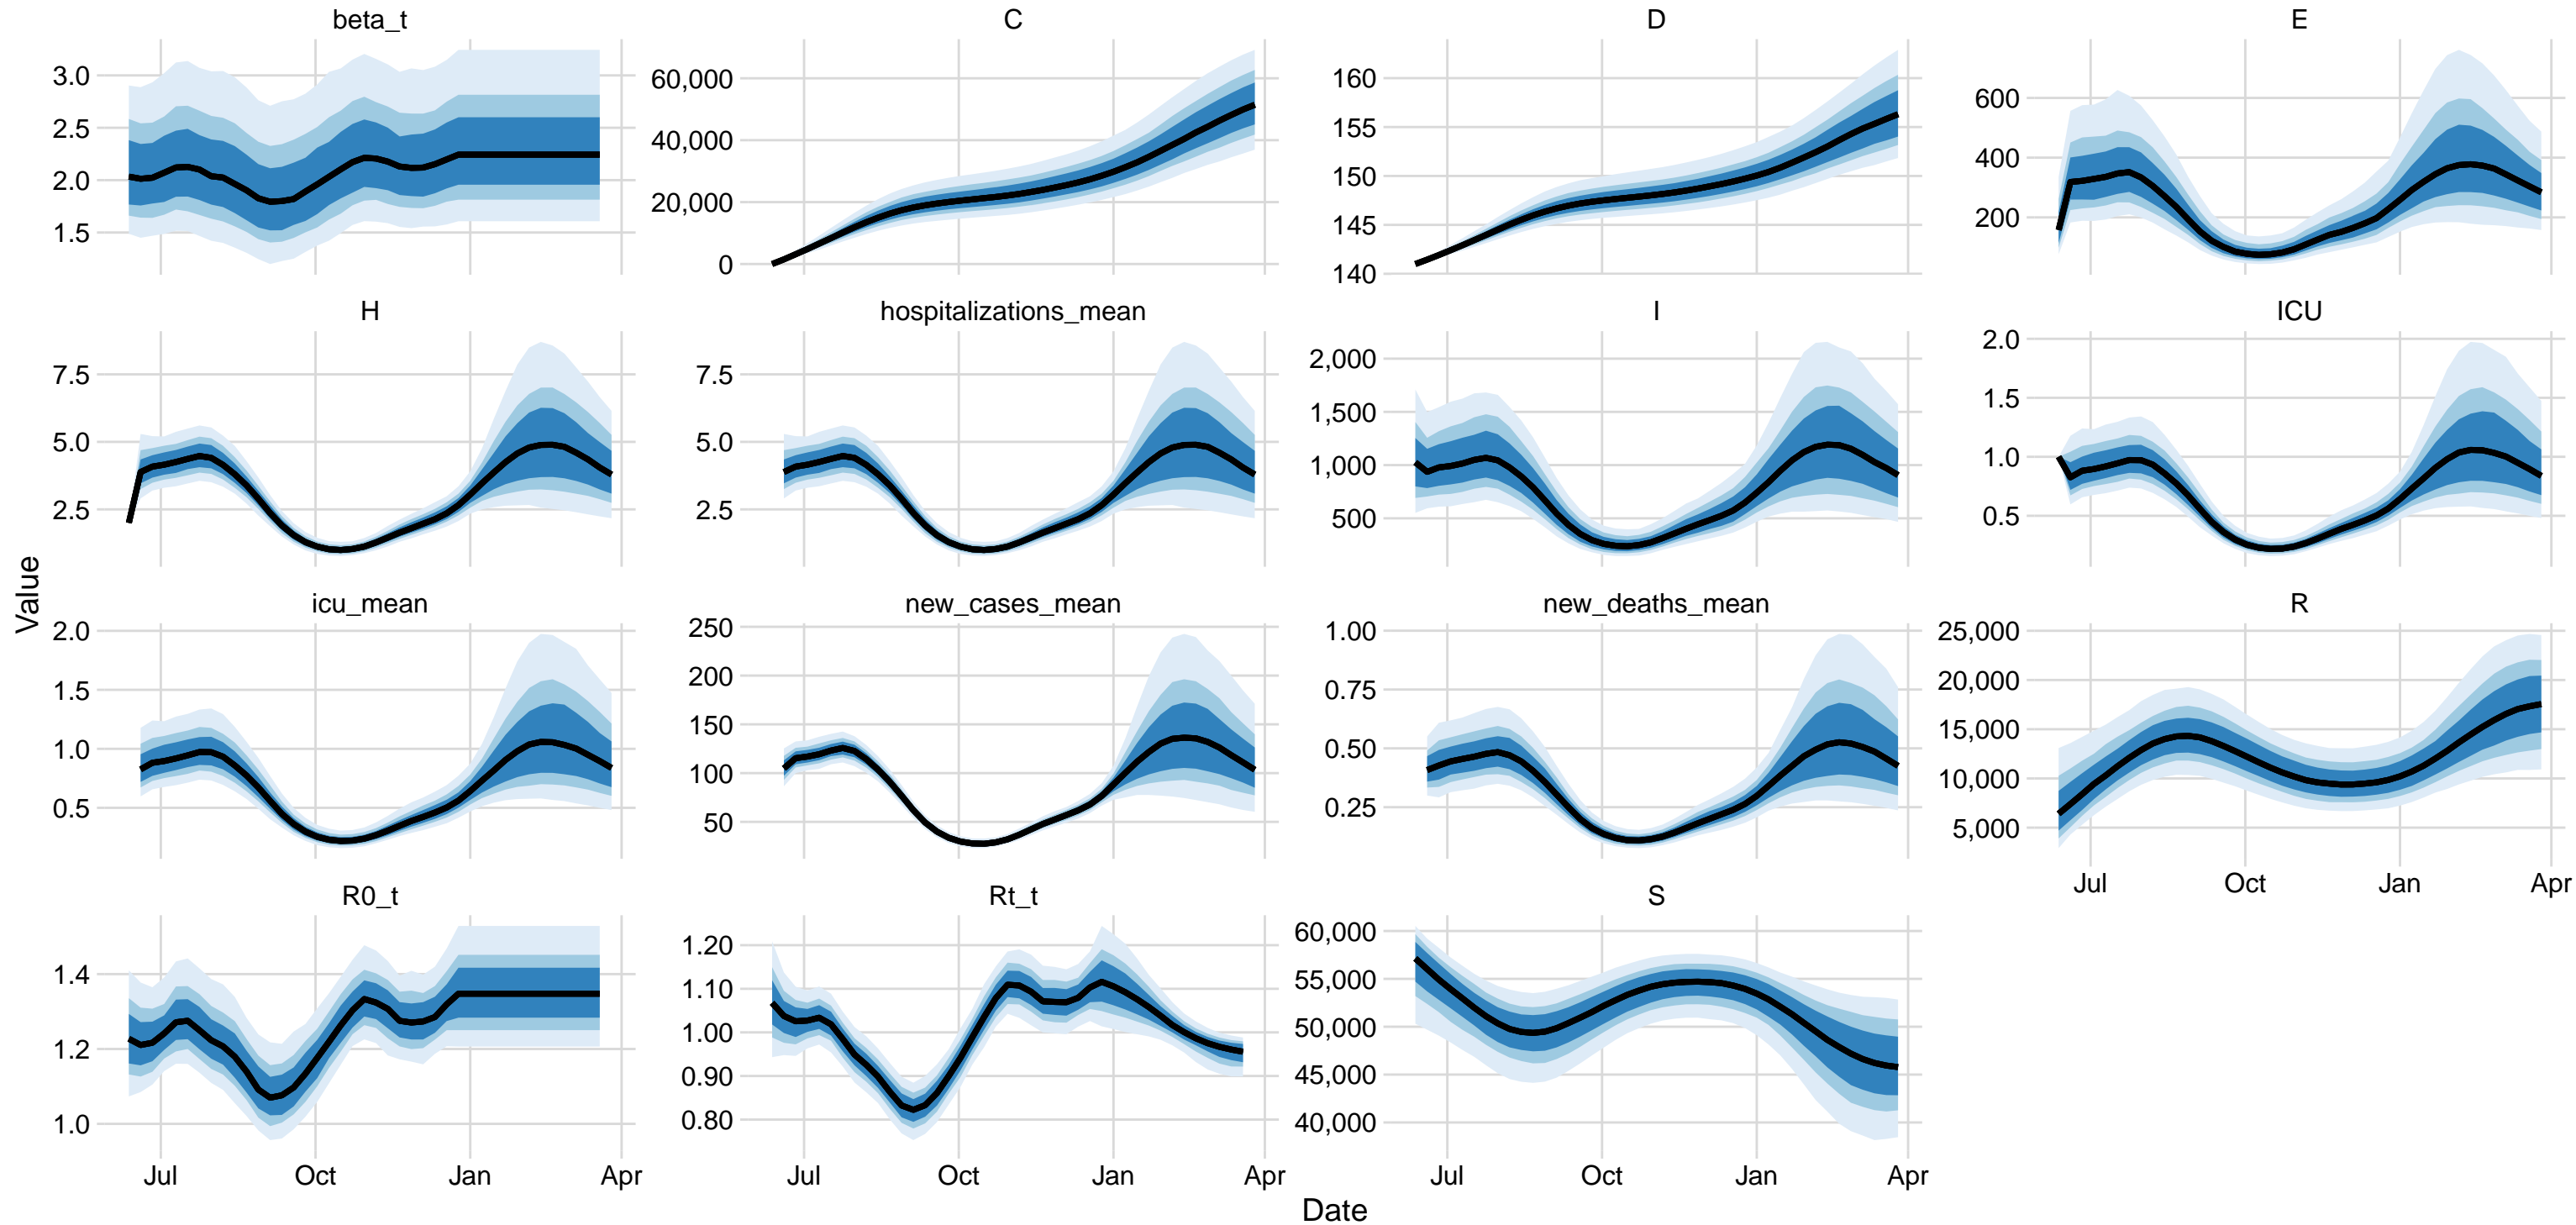 beta_t
C
D
E
3.0
2.5
2.0
1.5
60,000
40,000
20,000
0
160
155
150
145
140
600
400
200
H
hospitalizations_mean
I
ICU
7.5
5.0
2.5
7.5
5.0
2.5
2,000
1,500
1,000
500
2.0
1.5
1.0
0.5
Value
icu_mean
new_cases_mean
new_deaths_mean
R
2.0
1.5
1.0
0.5
250
200
150
100
50
1.00
0.75
0.50
0.25
25,000
20,000
15,000
10,000
5,000
Jul Oct Jan Apr
R0_t
Rt_t
S
1.4
1.2
1.0
1.20
1.10
1.00
0.90
0.80
60,000
55,000
50,000
45,000
40,000
Jul Oct Jan Apr
Jul Oct Jan Apr
Jul Oct Jan Apr
Date